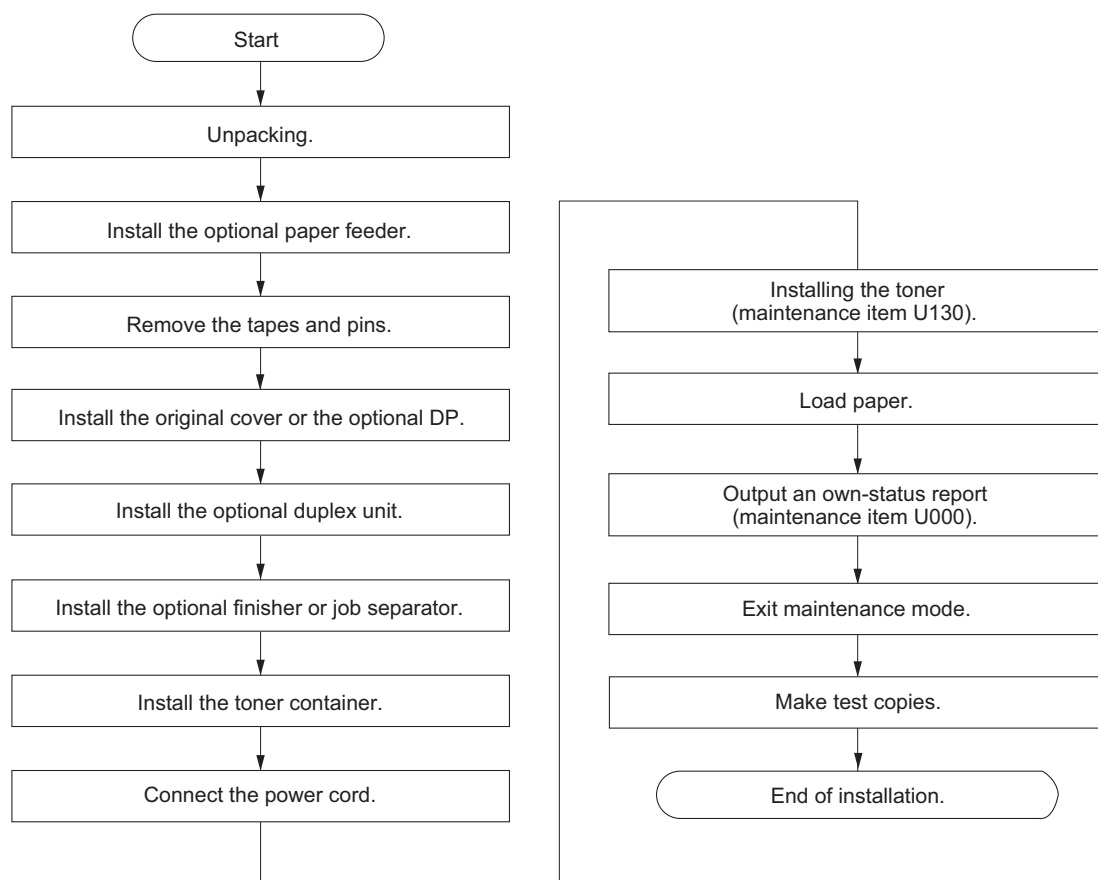 Start
Unpacking.
Install the optional paper feeder.
Remove the tapes and pins.
Install the original cover or the optional DP.
Install the optional duplex unit.
Install the optional finisher or job separator.
Install the toner container.
Connect the power cord.
Installing the toner
(maintenance item U130).
Load paper.
Output an own-status report
(maintenance item U000).
Exit maintenance mode.
Make test copies.
End of installation.